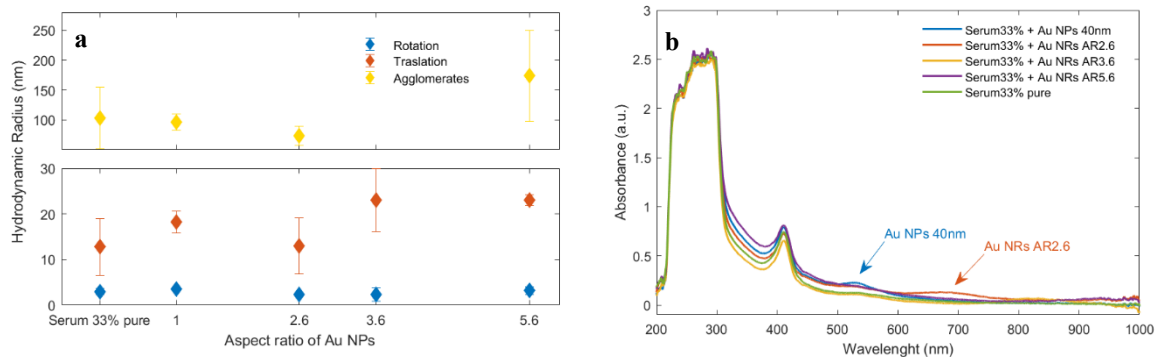 a
250
200
150
100
30
20
10
0
Hydrodynamic Radius (nm)
Rotation
Traslation
Agglomerates
Serum 33% pure
1
2.6
3.6
5.6
Aspect ratio of Au NPs
b
3
2.5
2
1.5
1
0.5
0
Absorbance (a.u.)
Serum33% + Au NPs 40nm
Serum33% + Au NRs AR2.6
Serum33% + Au NRs AR3.6
Serum33% + Au NRs AR5.6
Serum33% pure
Au NPs 40nm
Au NRs AR2.6
200
300
400
500
600
700
800
900
1000
Wavelenght (nm)